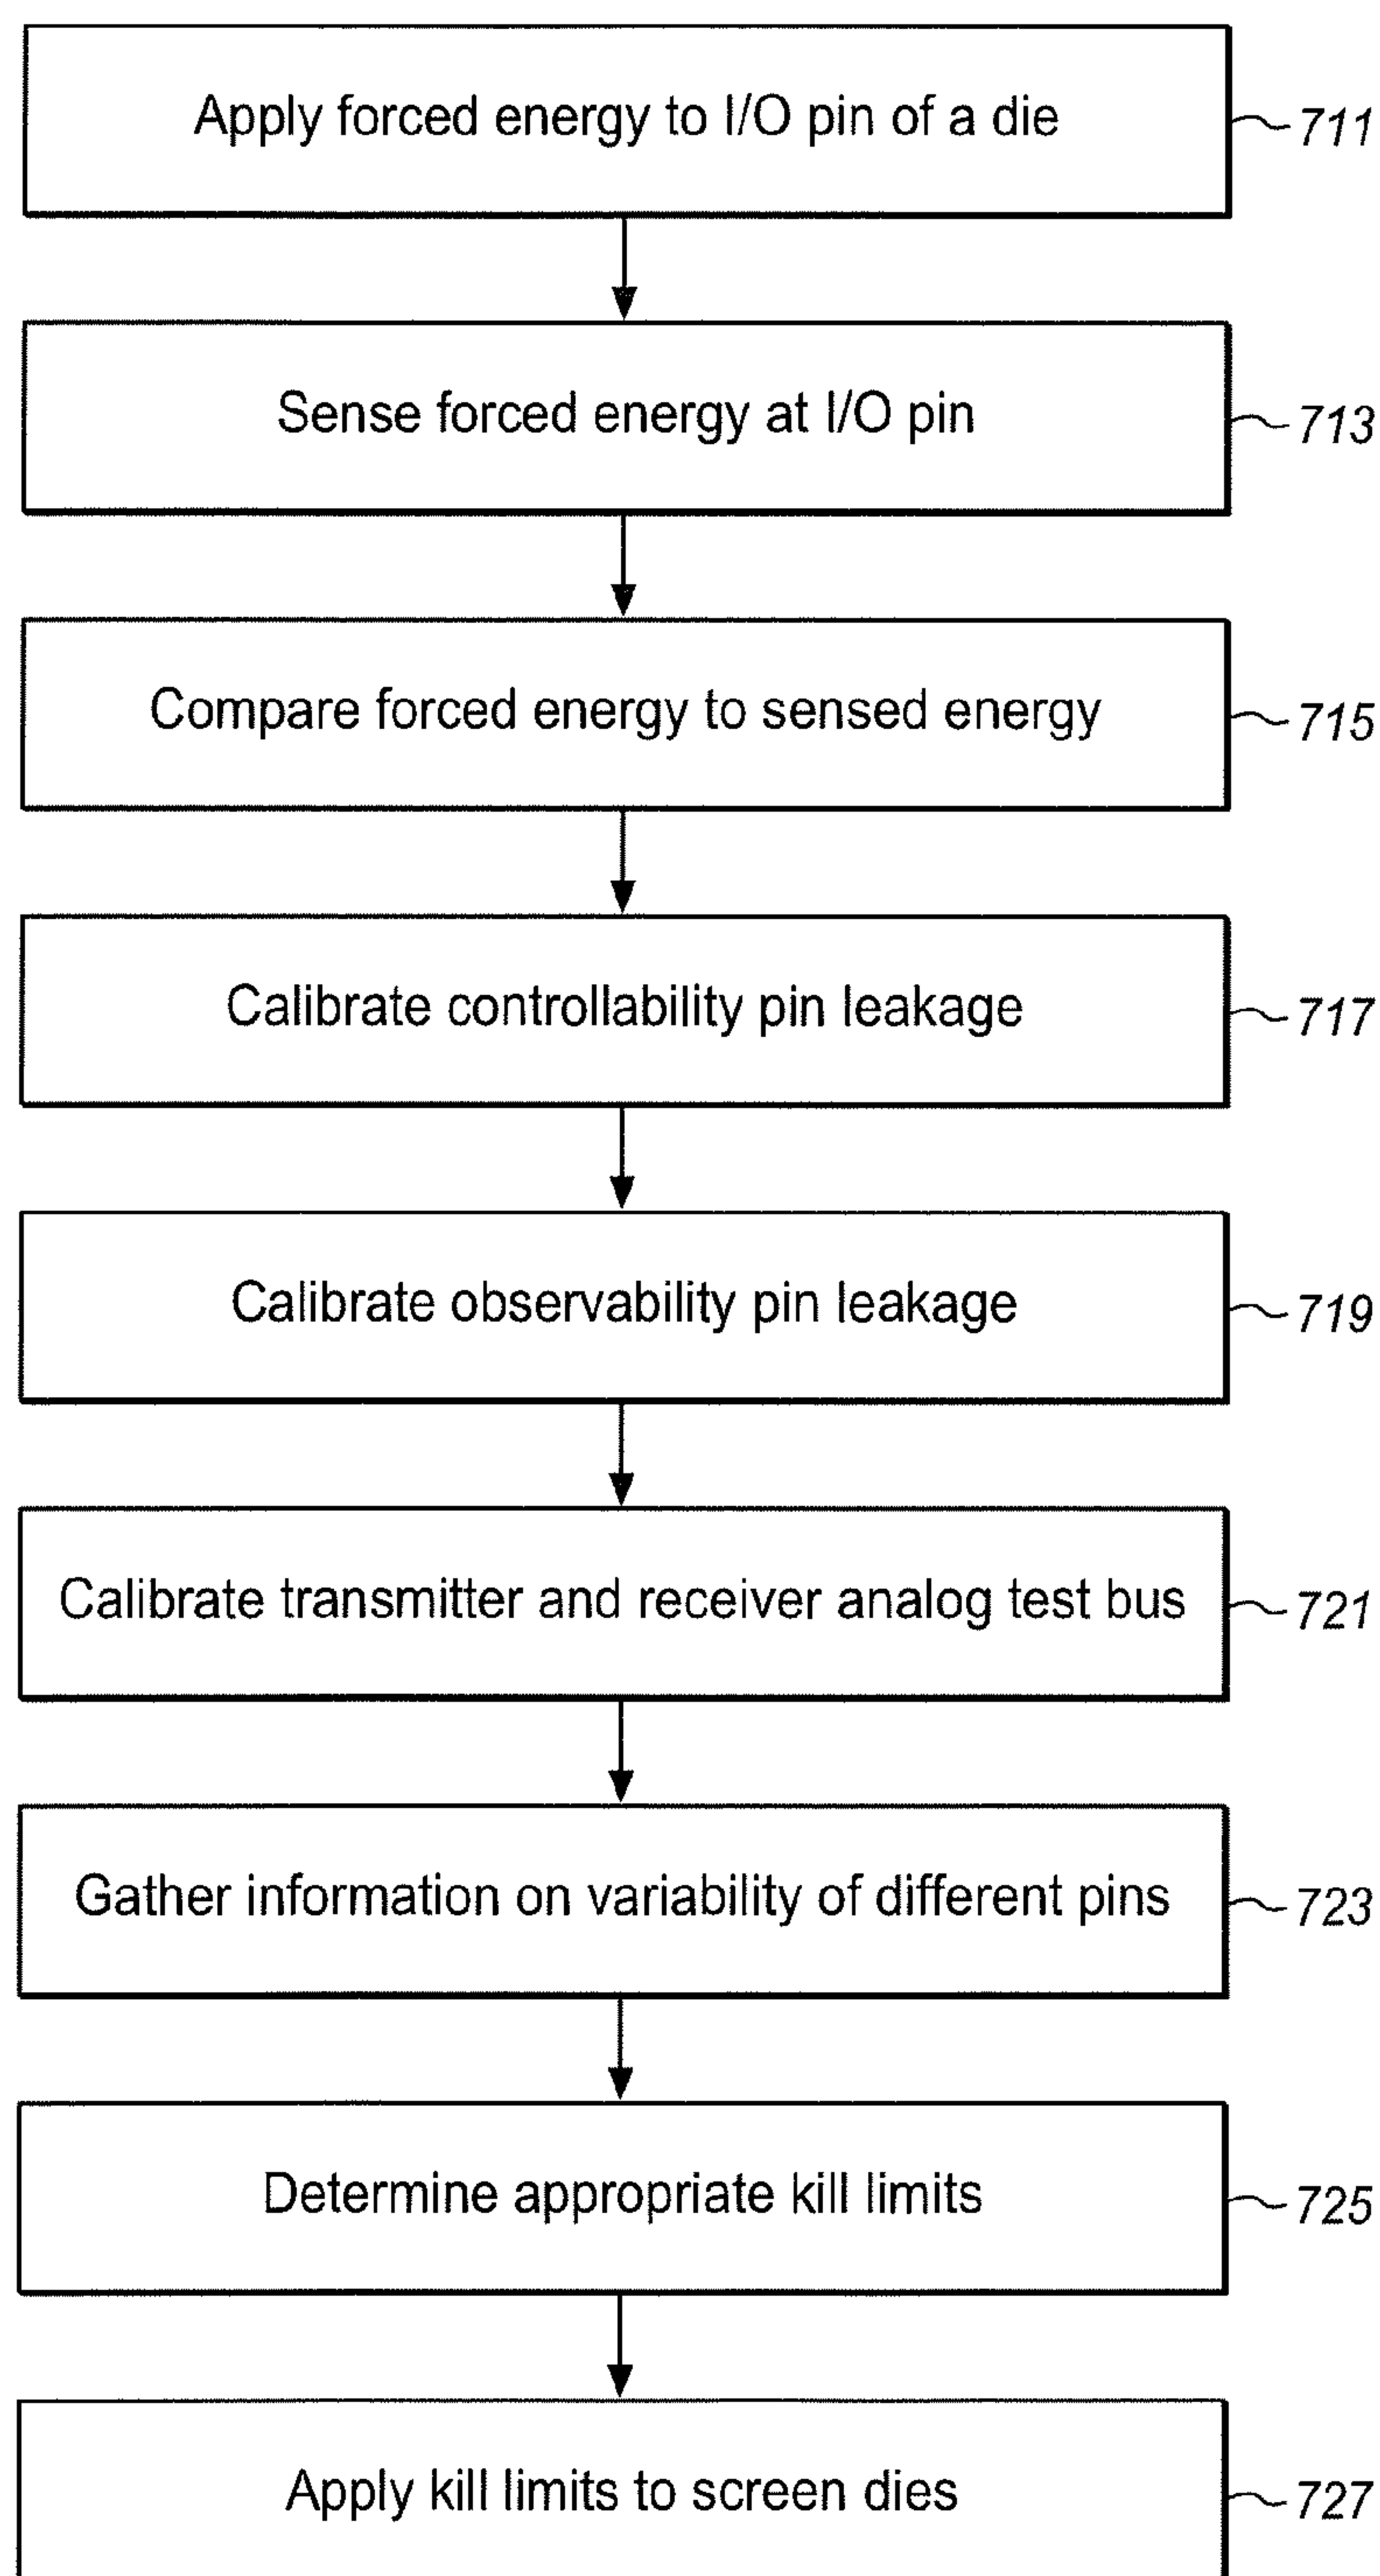 Apply forced energy to I/O pin of a die
711
Sense forced energy at I/O pin
713
Compare forced energy to sensed energy
715
Calibrate controllability pin leakage
717
Calibrate observability pin leakage
719
Calibrate transmitter and receiver analog test bus
721
Gather information on variability of different pins
723
Determine appropriate kill limits
725
Apply kill limits to screen dies
727